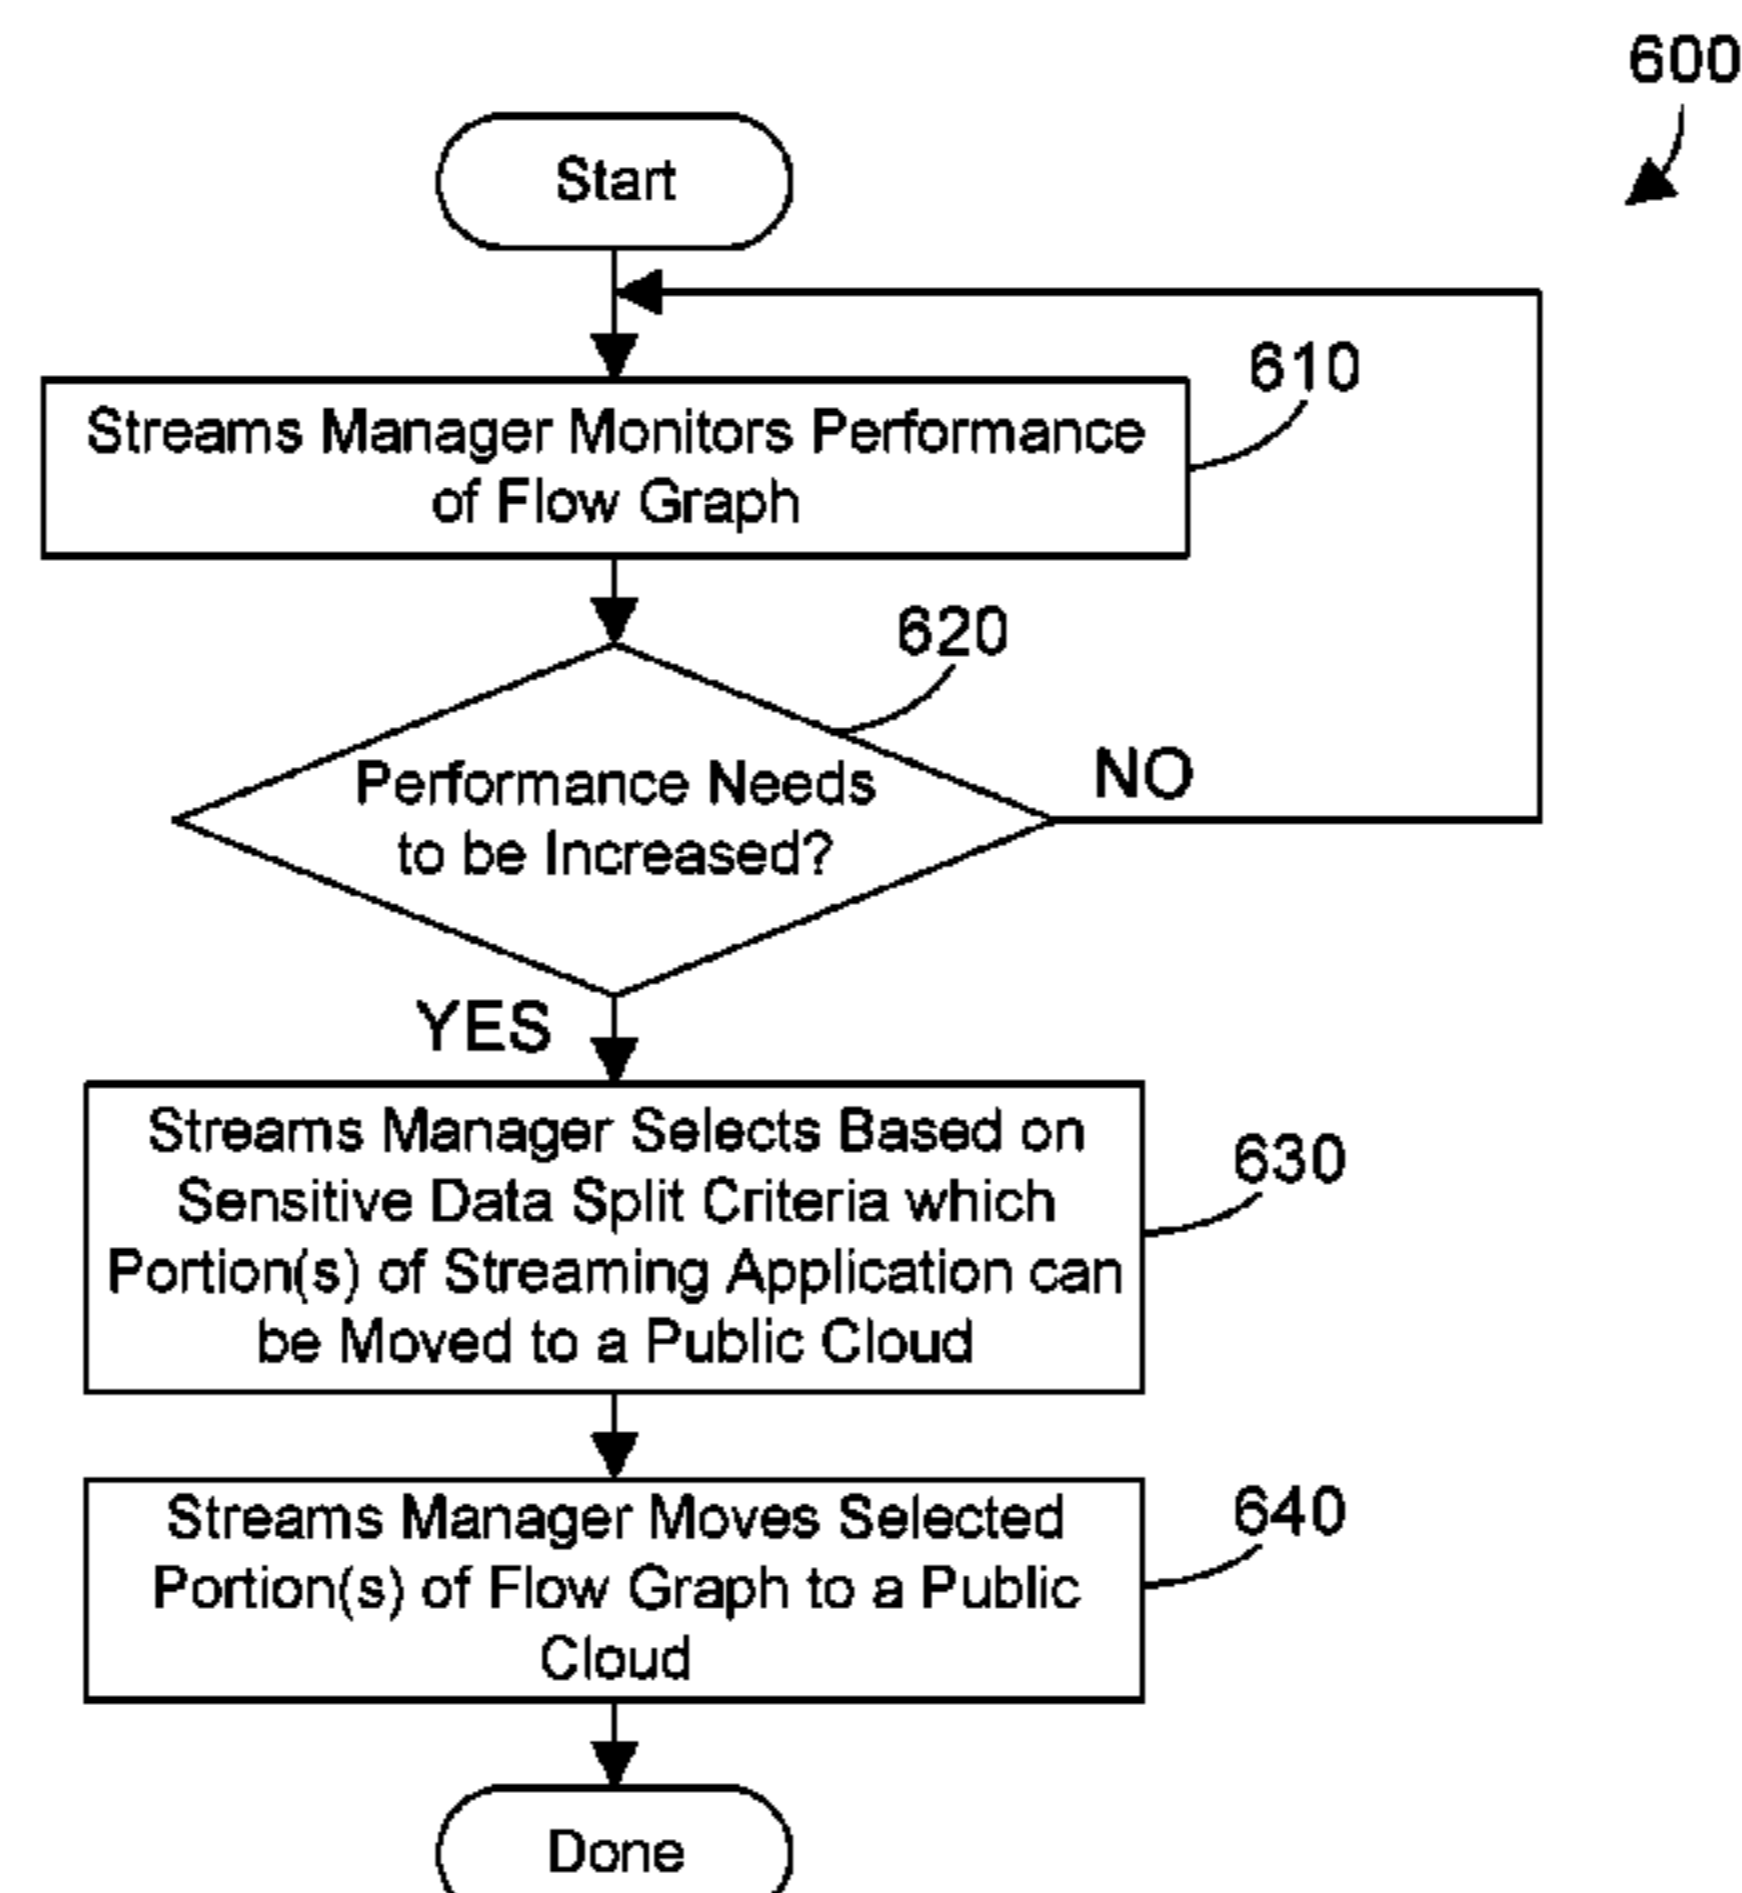 600
Start
610
Streams Manager Monitors Performance
of Flow Graph
620
Performance Needs
to be Increased?
NO
YES
Streams Manager Selects Based on
Sensitive Data Split Criteria which
Portion(s) of Streaming Application can
be Moved to a Public Cloud
630
Streams Manager Moves Selected
Portion(s) of Flow Graph to a Public
Cloud
640
Done